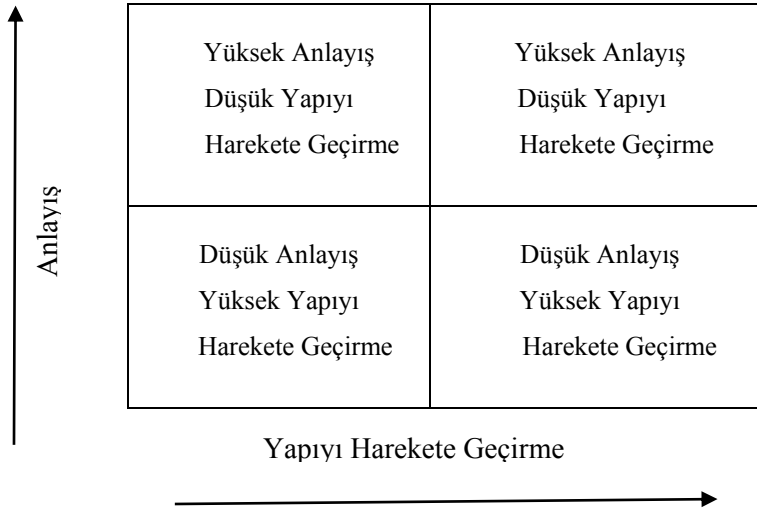 Yüksek Anlayış
Düşük Yapıyı
Harekete Geçirme
Yüksek Anlayış
Düşük Yapıyı
Harekete Geçirme
Anlayış
Düşük Anlayış
Yüksek Yapıyı
Harekete Geçirme
Düşük Anlayış
Yüksek Yapıyı
Harekete Geçirme
Yapıyı Harekete Geçirme